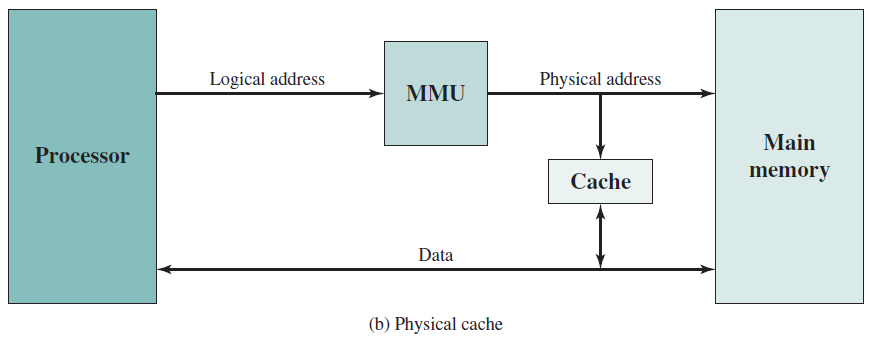 Logical address
MMU
Physical address
Processor
Main
memory
Cache
Data
(b) Physical cache